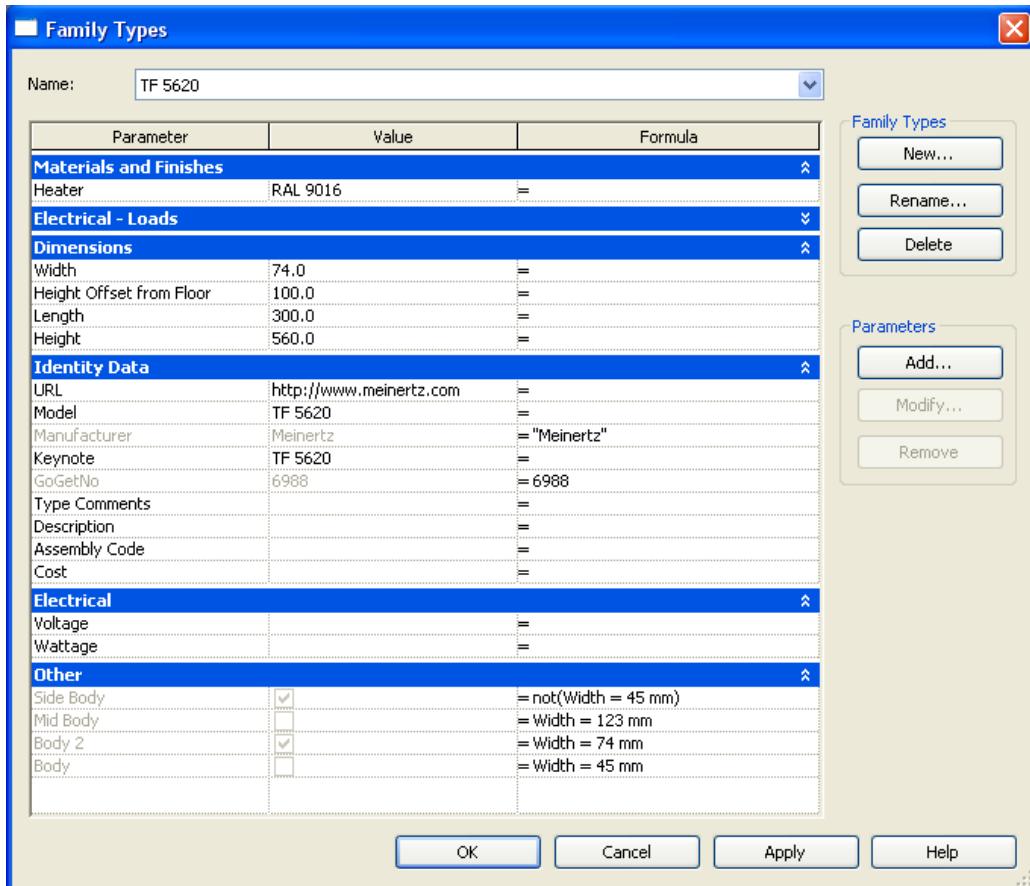 Family Types
Name: TF 5620
Parameter Value Formula
Family Types
Materials and Finishes
New...
Heater RAL 9016 =
Rename...
Electrical - Loads
Dimensions
Delete
Width 74.0 =
Height Offset from Floor 100.0 =
Length 300.0 =
Parameters
Height 560.0 =
Identity Data
Add...
URL http://www.meinertz.com =
Model TF 5620 =
Modify...
Manufacturer Meinertz = "Meinertz"
Keynote TF 5620 =
Remove
GoGetNo 6988 = 6988
Type Comments =
Description =
Assembly Code =
Cost =
Electrical
Voltage =
Wattage =
Other
Side Body = not(Width = 45 mm)
Mid Body = Width = 123 mm
Body 2 = Width = 74 mm
Body = Width = 45 mm
OK Cancel Apply Help